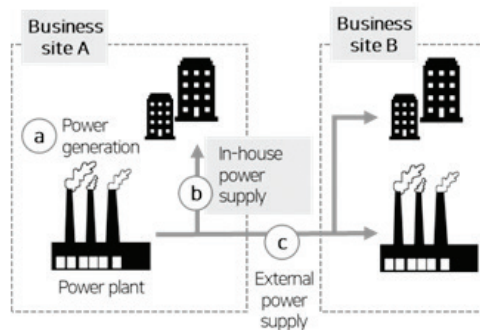 Business
site A
Business
site B
a
Power
generation
In-house
power
supply
b
c
Power plant
External
power
supply